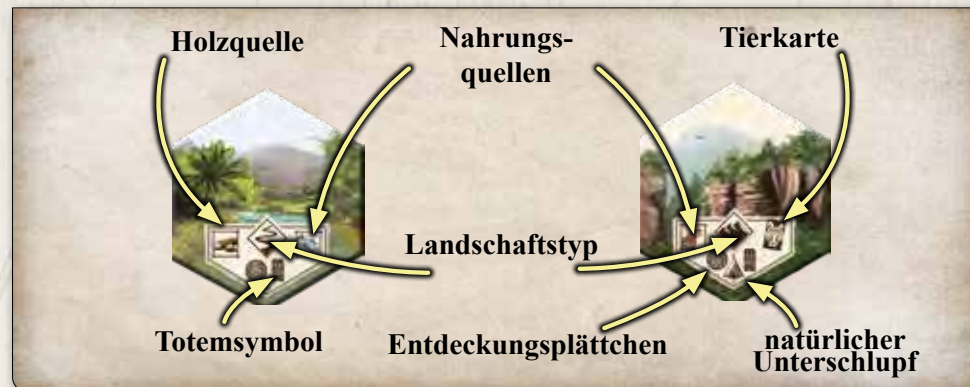 Holzquelle
Nahrungs-
quellen
Tierkarte
Landschaftstyp
Totemsymbol
Entdeckungsplättchen
natürlicher
Unterschlupf